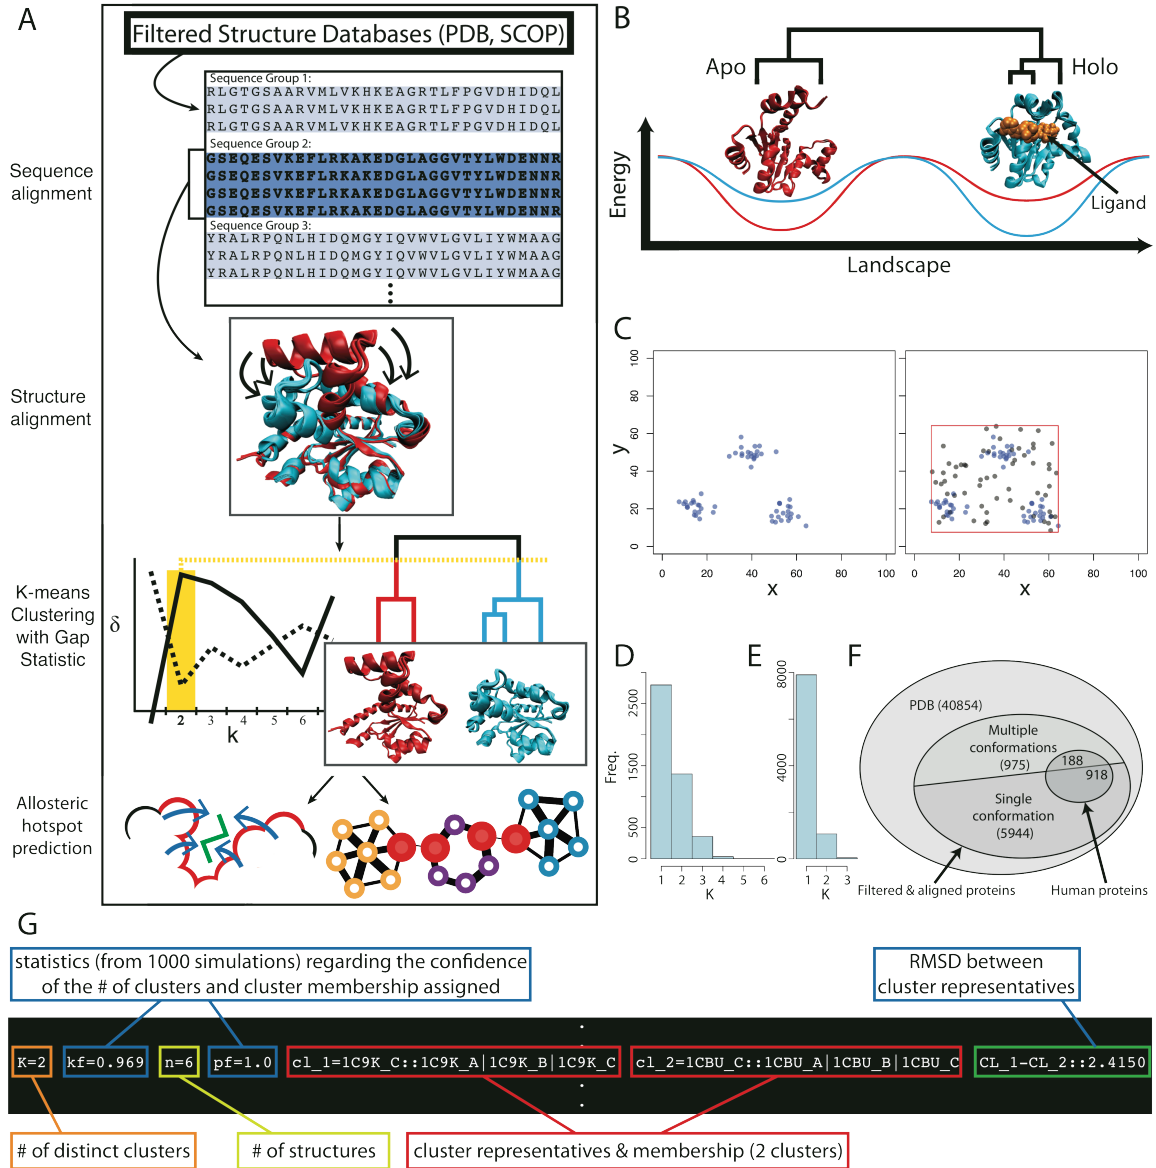 A
Filtered Structure Databases (PDB, SCOP)
Sequence Group 1:
RLGTGSAARVMLVKHKEAGRTLFPGVDHIDQL
RLGTGSAARVMLVKHKEAGRTLFPGVDHIDQL
RLGTGSAARVMLVKHKEAGRTLFPGVDHIDQL
Sequence Group 2:
GSEQESVKEFLRKAKEDGLAGGVTYLWDENNR
GSEQESVKEFLRKAKEDGLAGGVTYLWDENNR
GSEQESVKEFLRKAKEDGLAGGVTYLWDENNR
GSEQESVKEFLRKAKEDGLAGGVTYLWDENNR
Sequence Group 3:
YRALRPQNLHIDQMGYIQVWVLGVLIYWMAAG
YRALRPQNLHIDQMGYIQVWVLGVLIYWMAAG
YRALRPQNLHIDQMGYIQVWVLGVLIYWMAAG
Sequence
alignment
Structure
alignment
K-means
Clustering
with Gap
Statistic
δ
2 3 4 5 6
k
Allosteric
hotspot
prediction
B
Apo
Holo
Energy
Ligand
Landscape
C
y
100
80
60
40
20
0
0 20 40 60 80 100
x
0 20 40 60 80 100
x
D
Freq.
2500
1500
500
0
1 2 3 4 5 6
K
E
8000
4000
0
1 2 3
K
F
PDB (40854)
Multiple
conformations
(975)
188
918
Single
conformation
(5944)
Filtered & aligned proteins
Human proteins
G
statistics (from 1000 simulations) regarding the confidence
of the # of clusters and cluster membership assigned
RMSD between
cluster representatives
K=2 kf=0.969 n=6 pf=1.0 cl_1=1C9K_C::1C9K_A|1C9K_B|1C9K_C cl_2=1CBU_C::1CBU_A|1CBU_B|1CBU_C CL_1-CL_2::2.4150
# of distinct clusters
# of structures
cluster representatives & membership (2 clusters)